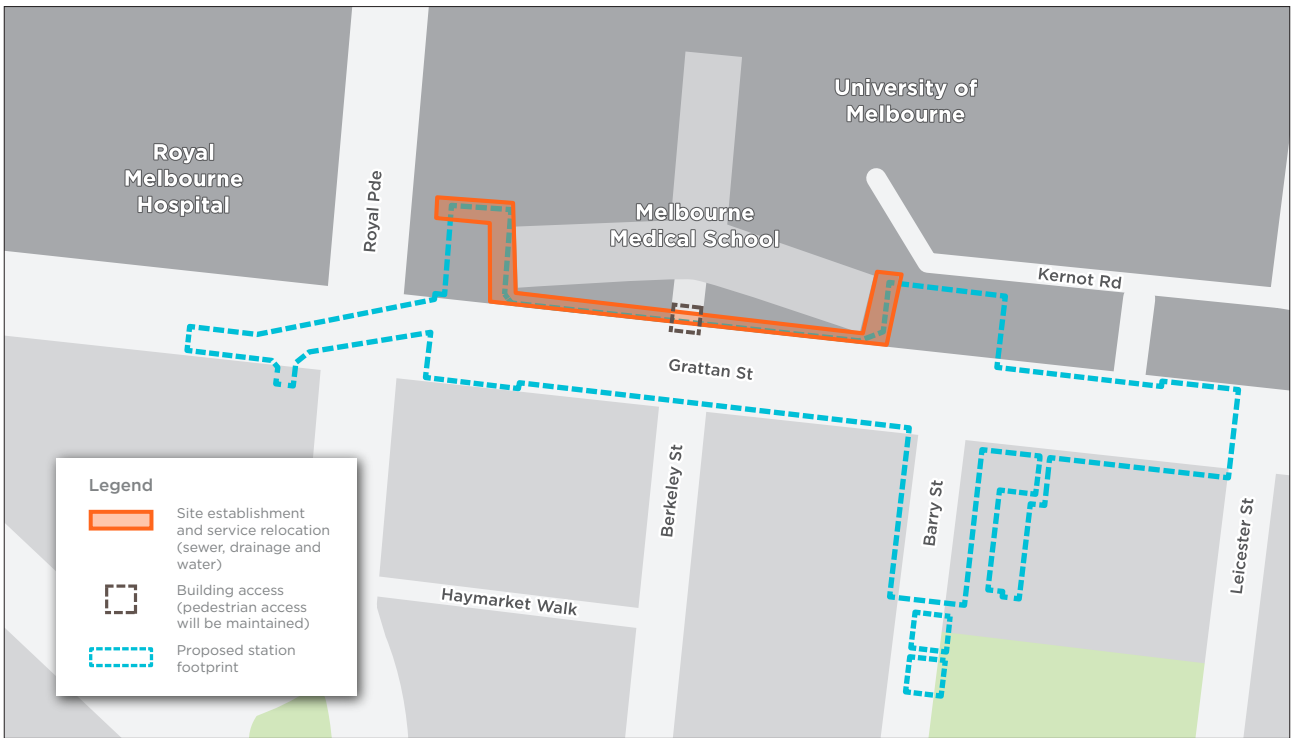 University of
Melbourne
Royal
Melbourne
Hospital
Royal Pde
Melbourne
Medical School
Kernot Rd
Grattan St
Berkeley St
Barry St
Leicester St
Haymarket Walk
Legend
Site establishment
and service relocation
(sewer, drainage and
water)
Building access
(pedestrian access
will be maintained)
Proposed station
footprint